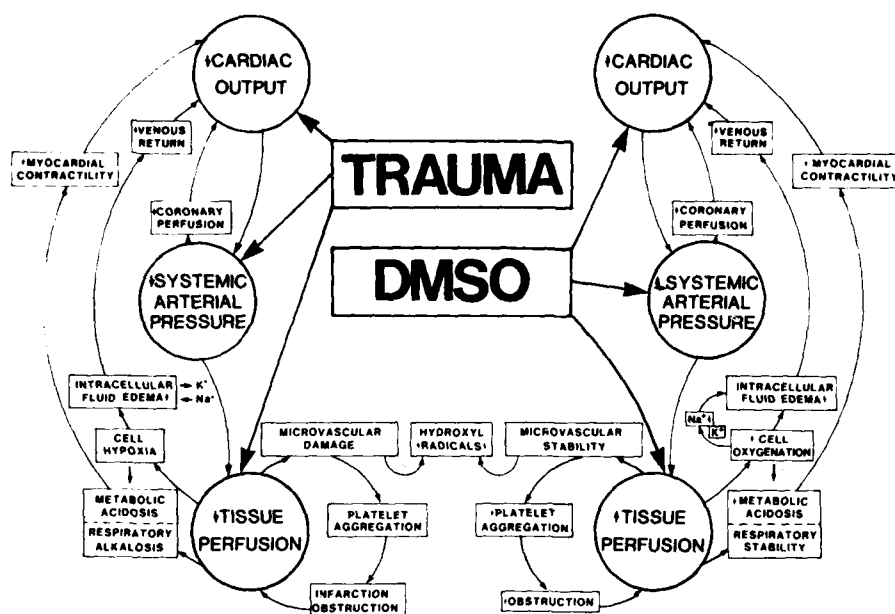 CARDIAC
OUTPUT
VENOUS
RETURN
MYOCARDIAL
CONTRACTILITY
CORONARY
PERFUSION
SYSTEMIC
ARTERIAL
PRESSURE
INTRACELLULAR
FLUID EDEMA
K⁺
Na⁺
CELL
HYPOXIA
METABOLIC
ACIDOSIS
RESPIRATORY
ALKALOSIS
TISSUE
PERFUSION
MICROVASCULAR
DAMAGE
PLATELET
AGGREGATION
INFARCTION
OBSTRUCTION
TRAUMA
DMSO
HYDROXYL
RADICALS
CARDIAC
OUTPUT
VENOUS
RETURN
MYOCARDIAL
CONTRACTILITY
CORONARY
PERFUSION
SYSTEMIC
ARTERIAL
PRESSURE
INTRACELLULAR
FLUID EDEMA
Na⁺
K⁺
CELL
OXYGENATION
METABOLIC
ACIDOSIS
RESPIRATORY
STABILITY
TISSUE
PERFUSION
MICROVASCULAR
STABILITY
PLATELET
AGGREGATION
OBSTRUCTION